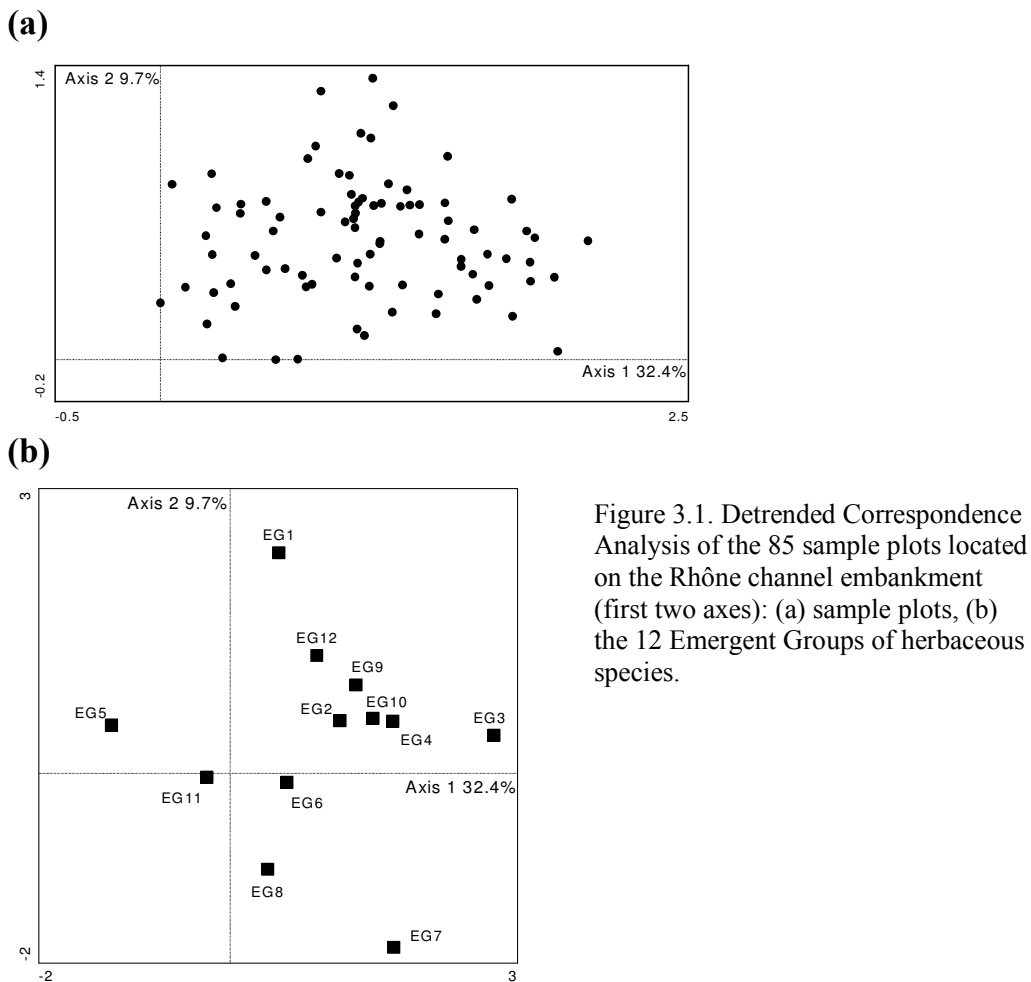 (a)
1.4
Axis 2 9.7%
Axis 1 32.4%
-0.2
-0.5
2.5
(b)
3
Axis 2 9.7%
EG1
EG12
EG9
EG5
EG2
EG10
EG3
EG4
Axis 1 32.4%
EG11
EG6
EG8
EG7
-2
-2
3
Figure 3.1. Detrended Correspondence
Analysis of the 85 sample plots located
on the Rhône channel embankment
(first two axes): (a) sample plots, (b)
the 12 Emergent Groups of herbaceous
species.